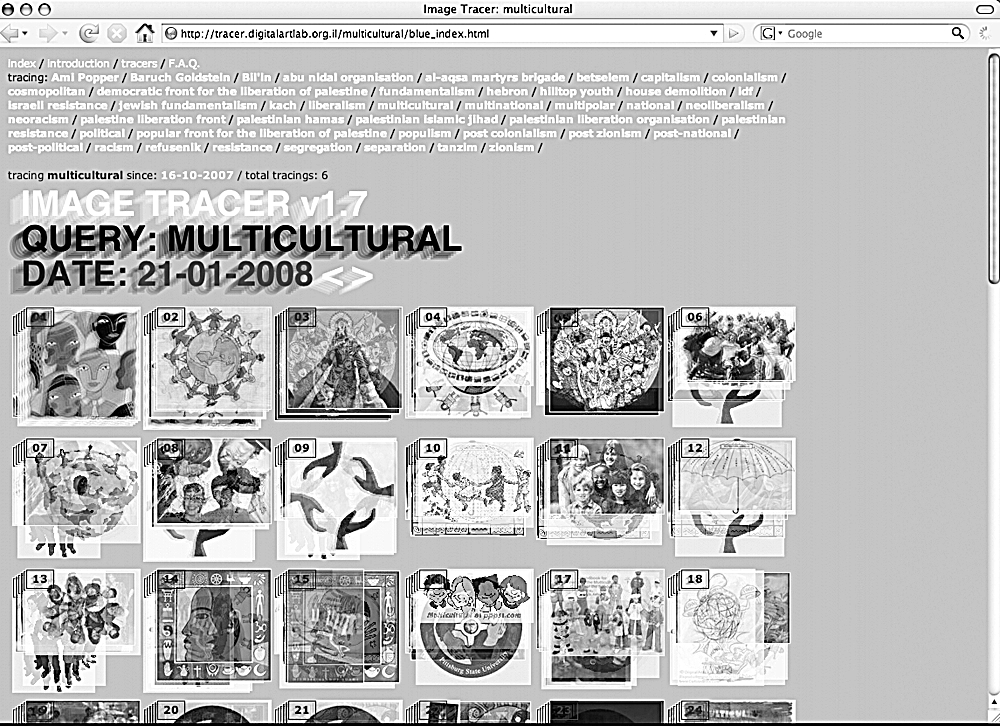 Image Tracer: multicultural
http://tracer.digitalartlab.org.il/multicultural/blue_index.html
G Google
index / introduction / tracers / F.A.Q.
tracing: Ami Popper / Baruch Goldstein / Bil'in / abu nidal organisation / al-aqsa martyrs brigade / betselem / capitalism / colonialism /
cosmopolitan / democratic front for the liberation of palestine / fundamentalism / hebron / hilltop youth / house demolition / idf /
israeli resistance / jewish fundamentalism / kach / liberalism / multicultural / multinational / multipolar / national / neoliberalism /
neoracism / palestine liberation front / palestinian hamas / palestinian islamic jihad / palestinian liberation organisation / palestinian
resistance / political / popular front for the liberation of palestine / populism / post colonialism / post zionism / post-national /
post-political / racism / refusenik / resistance / segregation / separation / tanzim / zionism /
tracing multicultural since: 16-10-2007 / total tracings: 6
IMAGE TRACER v1.7
QUERY: MULTICULTURAL
DATE: 21-01-2008 <>
01 02 03 04 05 06
07 08 09 10 11 12
13 14 15 17 18
Pittsburg State University
19 20 21 22 23 24